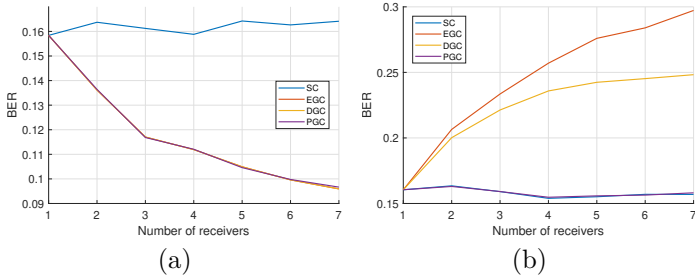 0.16
0.15
0.14
0.13
0.12
0.11
0.1
0.09
BER
1 2 3 4 5 6 7
Number of receivers
SC
EGC
DGC
PGC
(a)
0.3
0.25
0.2
0.15
BER
1 2 3 4 5 6 7
Number of receivers
SC
EGC
DGC
PGC
(b)